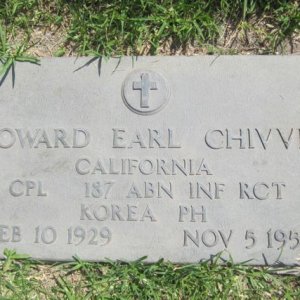 OWARD EARL CHIVV
CALIFORNIA
CPL 187 ABN INF RCT
KOREA PH
EB 10 1929 NOV 5 195